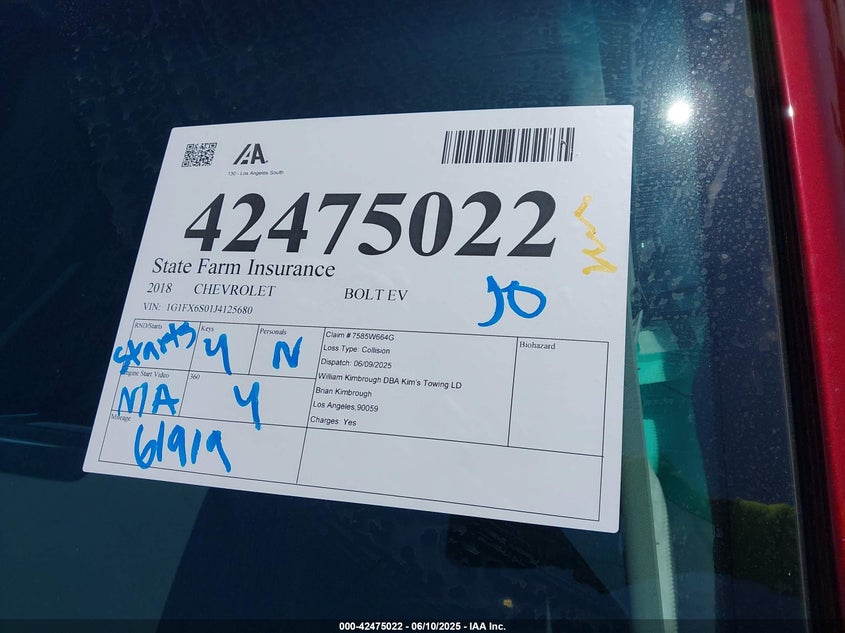 IAA
130 - Los Angeles South
42475022
State Farm Insurance
2018 CHEVROLET BOLT EV
JO
VIN: 1G1FX6S01J4125680
RND/Starts Keys Personals
Starts Y N
Engine Start Video 360
NA Y
Mileage
61919
Claim # 7585W664G
Loss Type: Collision
Dispatch: 06/09/2025
William Kimbrough DBA Kim's Towing LD
Brian Kimbrough
Los Angeles,90059
Charges Yes
Biohazard
000-42475022 - 06/10/2025 - IAA Inc.